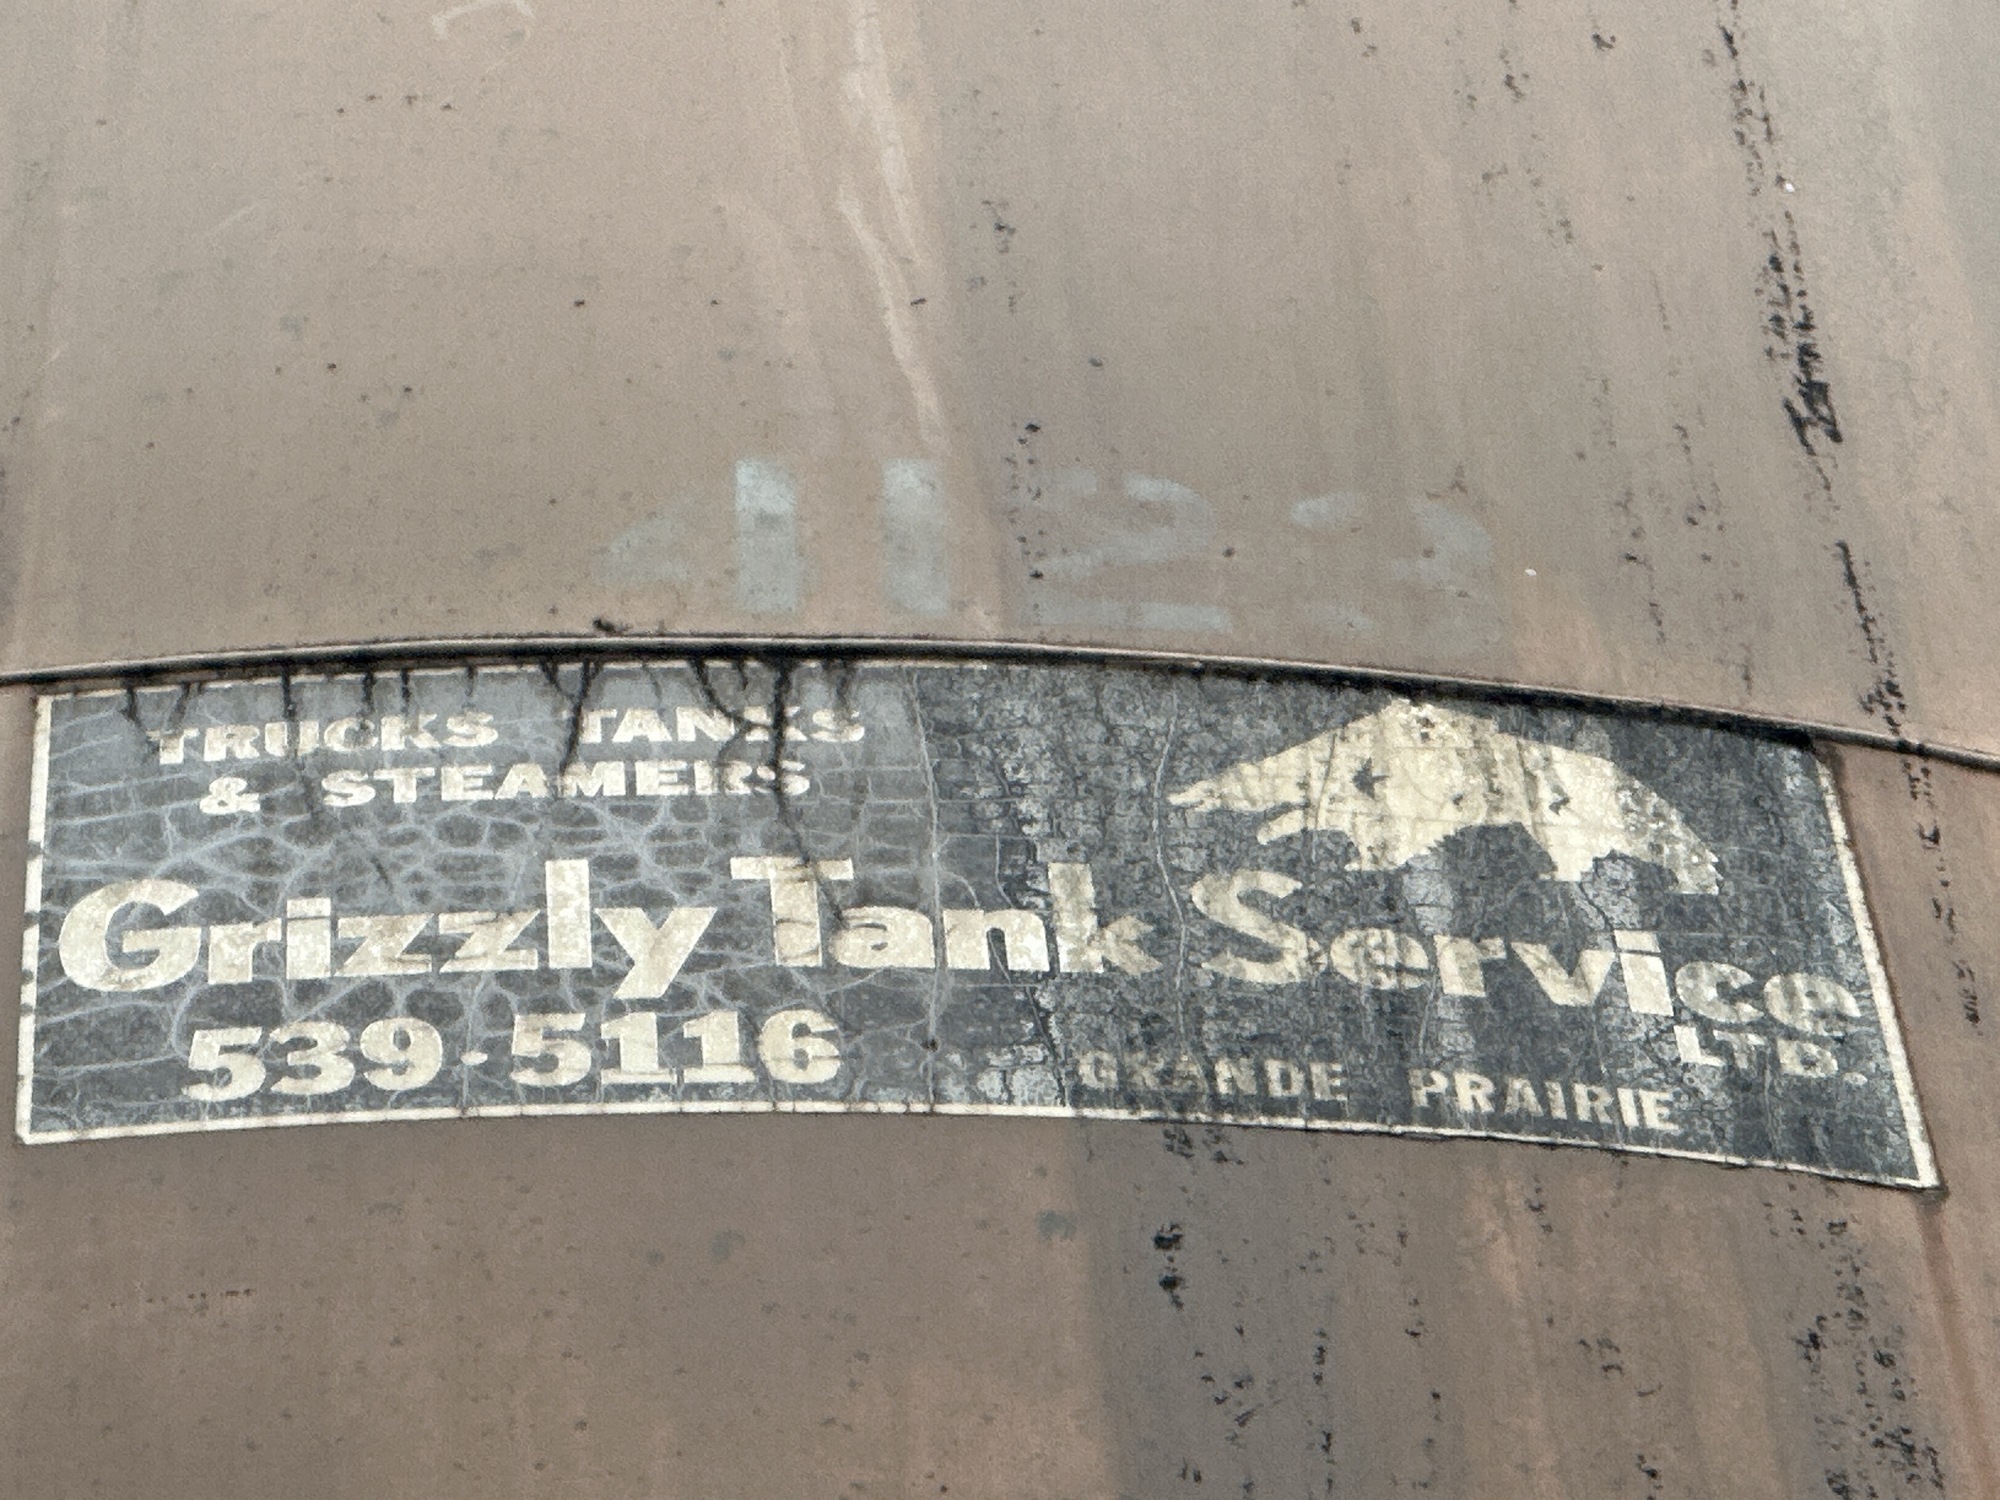 4123
TRUCKS TANKS
& STEAMERS
Grizzly Tank Service
LTD.
539-5116
GRANDE PRAIRIE